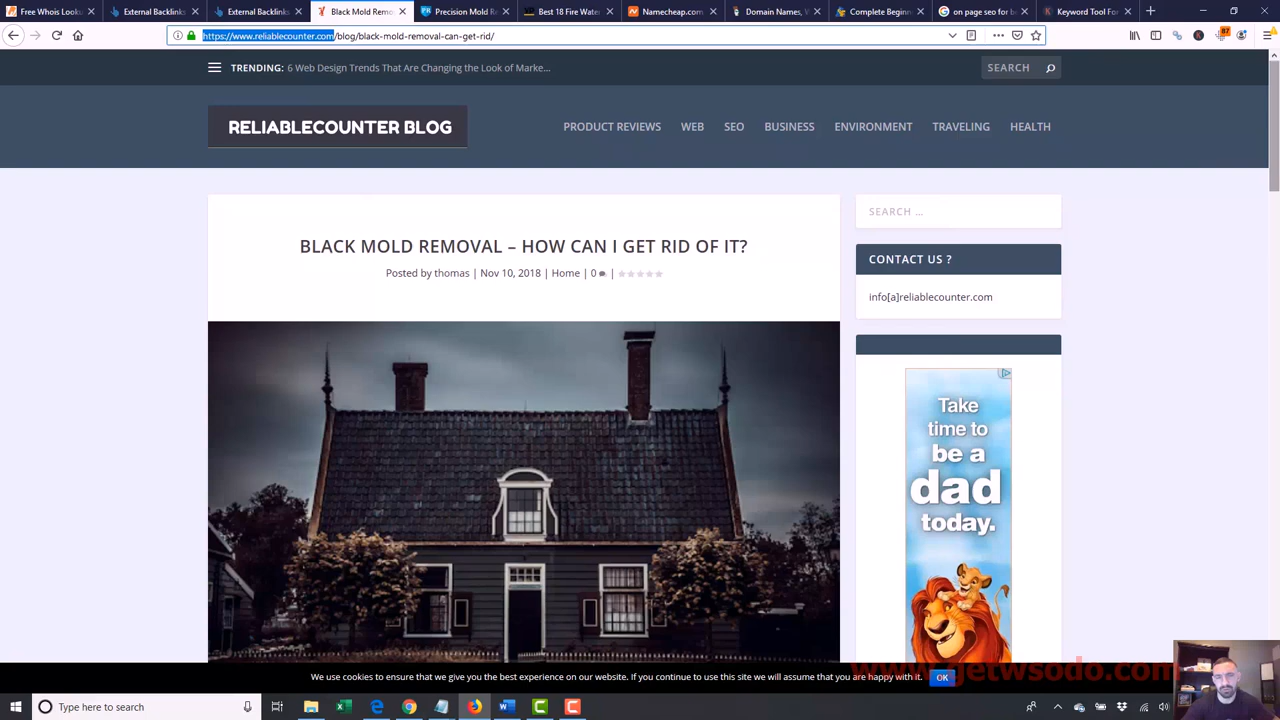 Free Whois Looku
External Backlinks
External Backlinks
Black Mold Remo
Precision Mold Re
Best 18 Fire Water
Namecheap.com
Domain Names, W
Complete Beginn
on page seo for b
Keyword Tool For
https://www.reliablecounter.com/blog/black-mold-removal-can-get-rid/
87
TRENDING: 6 Web Design Trends That Are Changing the Look of Marke...
SEARCH
RELIABLECOUNTER BLOG
PRODUCT REVIEWS
WEB
SEO
BUSINESS
ENVIRONMENT
TRAVELING
HEALTH
BLACK MOLD REMOVAL – HOW CAN I GET RID OF IT?
Posted by thomas | Nov 10, 2018 | Home | 0 |
SEARCH ...
CONTACT US ?
info[a]reliablecounter.com
Take
time to
be a
dad
today.
We use cookies to ensure that we give you the best experience on our website. If you continue to use this site we will assume that you are happy with it.
OK
Type here to search